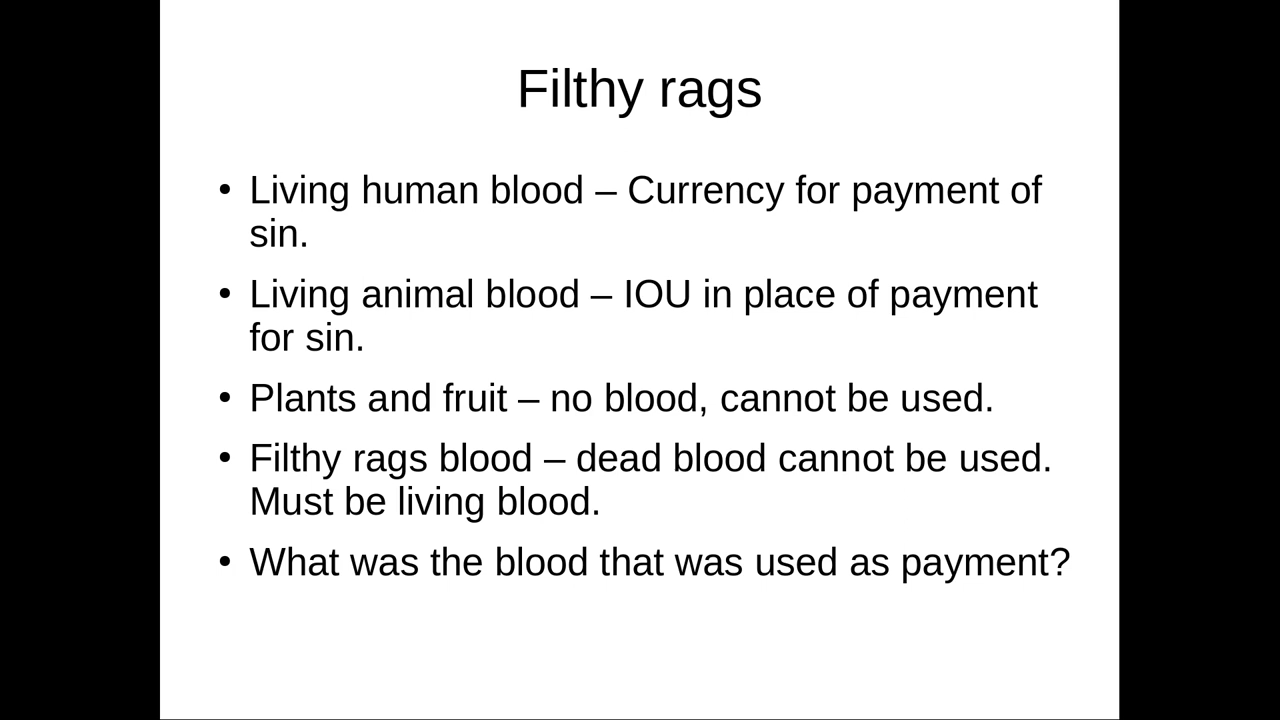 Filthy rags
• Living human blood – Currency for payment of
sin.
• Living animal blood – IOU in place of payment
for sin.
• Plants and fruit – no blood, cannot be used.
• Filthy rags blood – dead blood cannot be used.
Must be living blood.
• What was the blood that was used as payment?